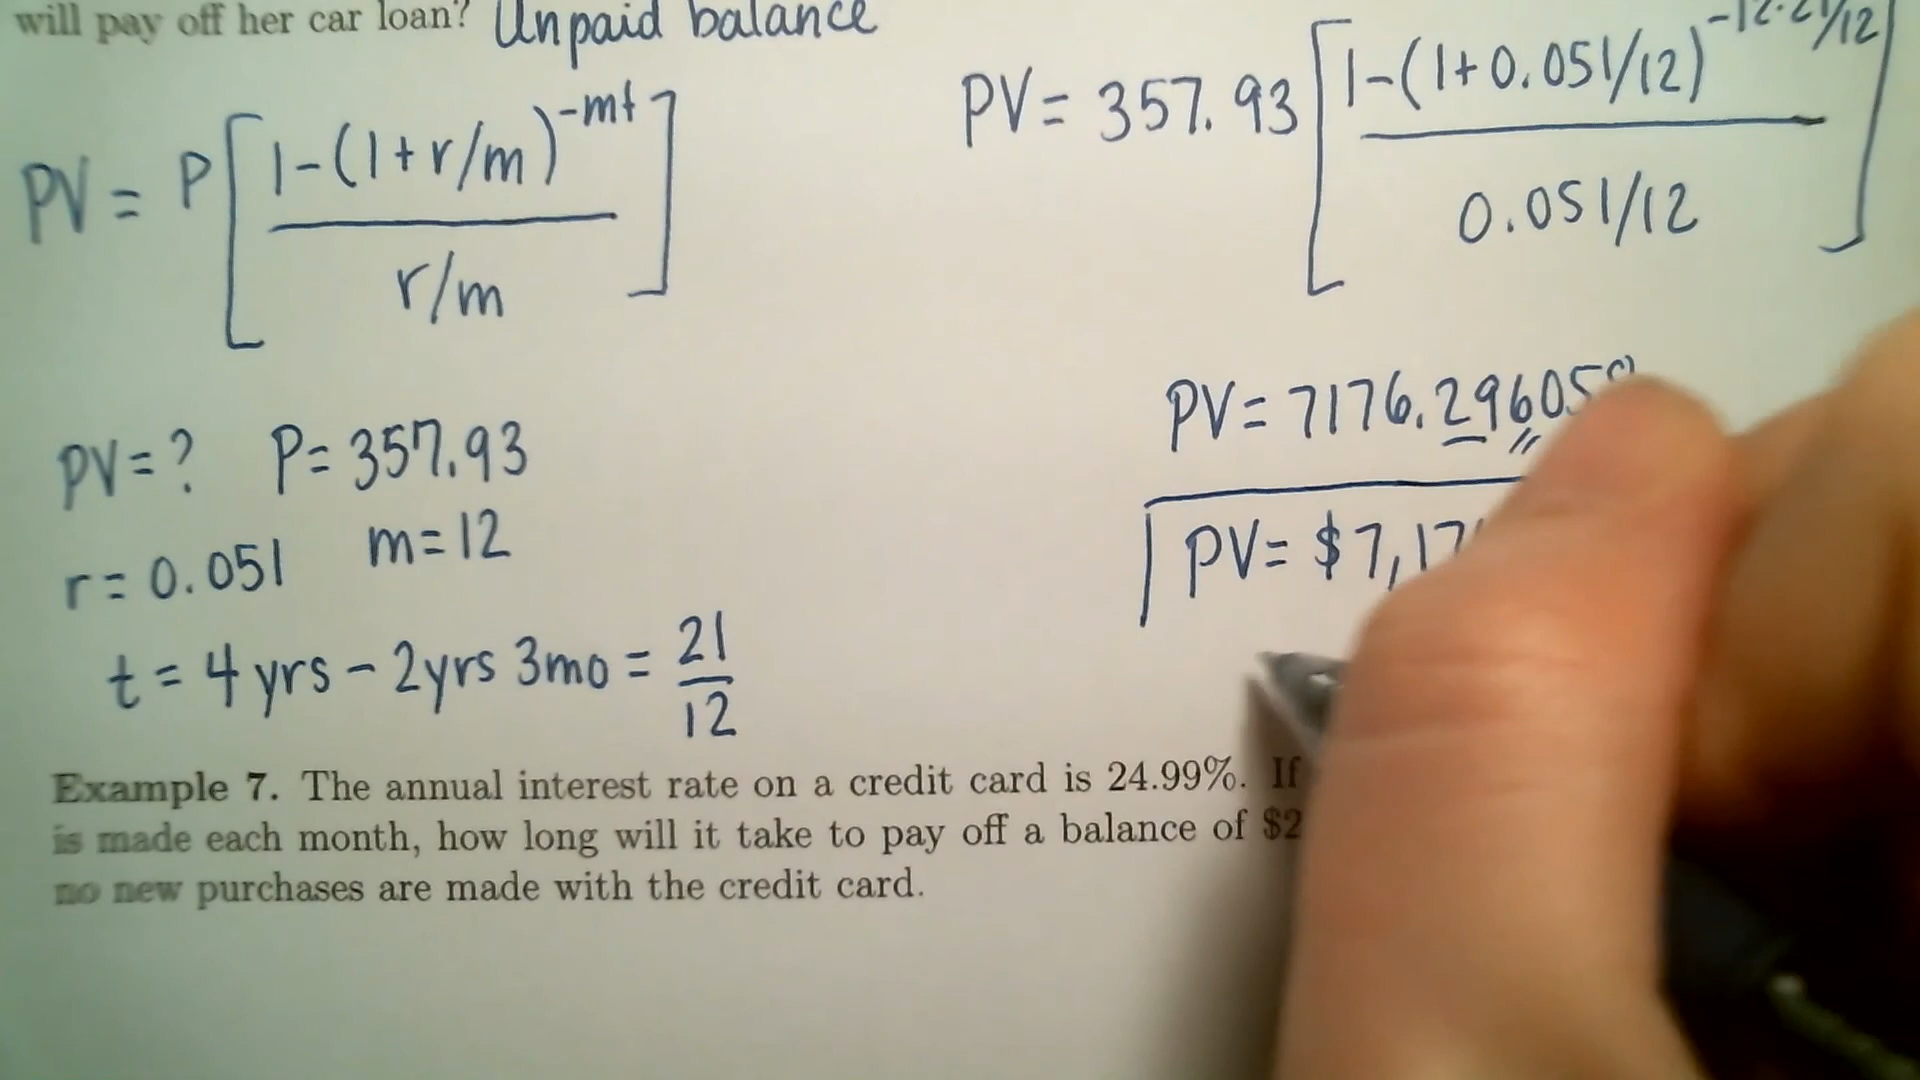 will pay off her car loan? Unpaid balance
PV = P[1-(1+r/m)^-mt
r/m]
PV=? P=357.93
r=0.051 m=12
t = 4 yrs - 2yrs 3mo = 21
12
PV= 357.93[1-(1+0.051/12)^-12·21/12
0.051/12]
PV= 7176.29605
PV= $7,17
Example 7. The annual interest rate on a credit card is 24.99%. If
is made each month, how long will it take to pay off a balance of $2
no new purchases are made with the credit card.